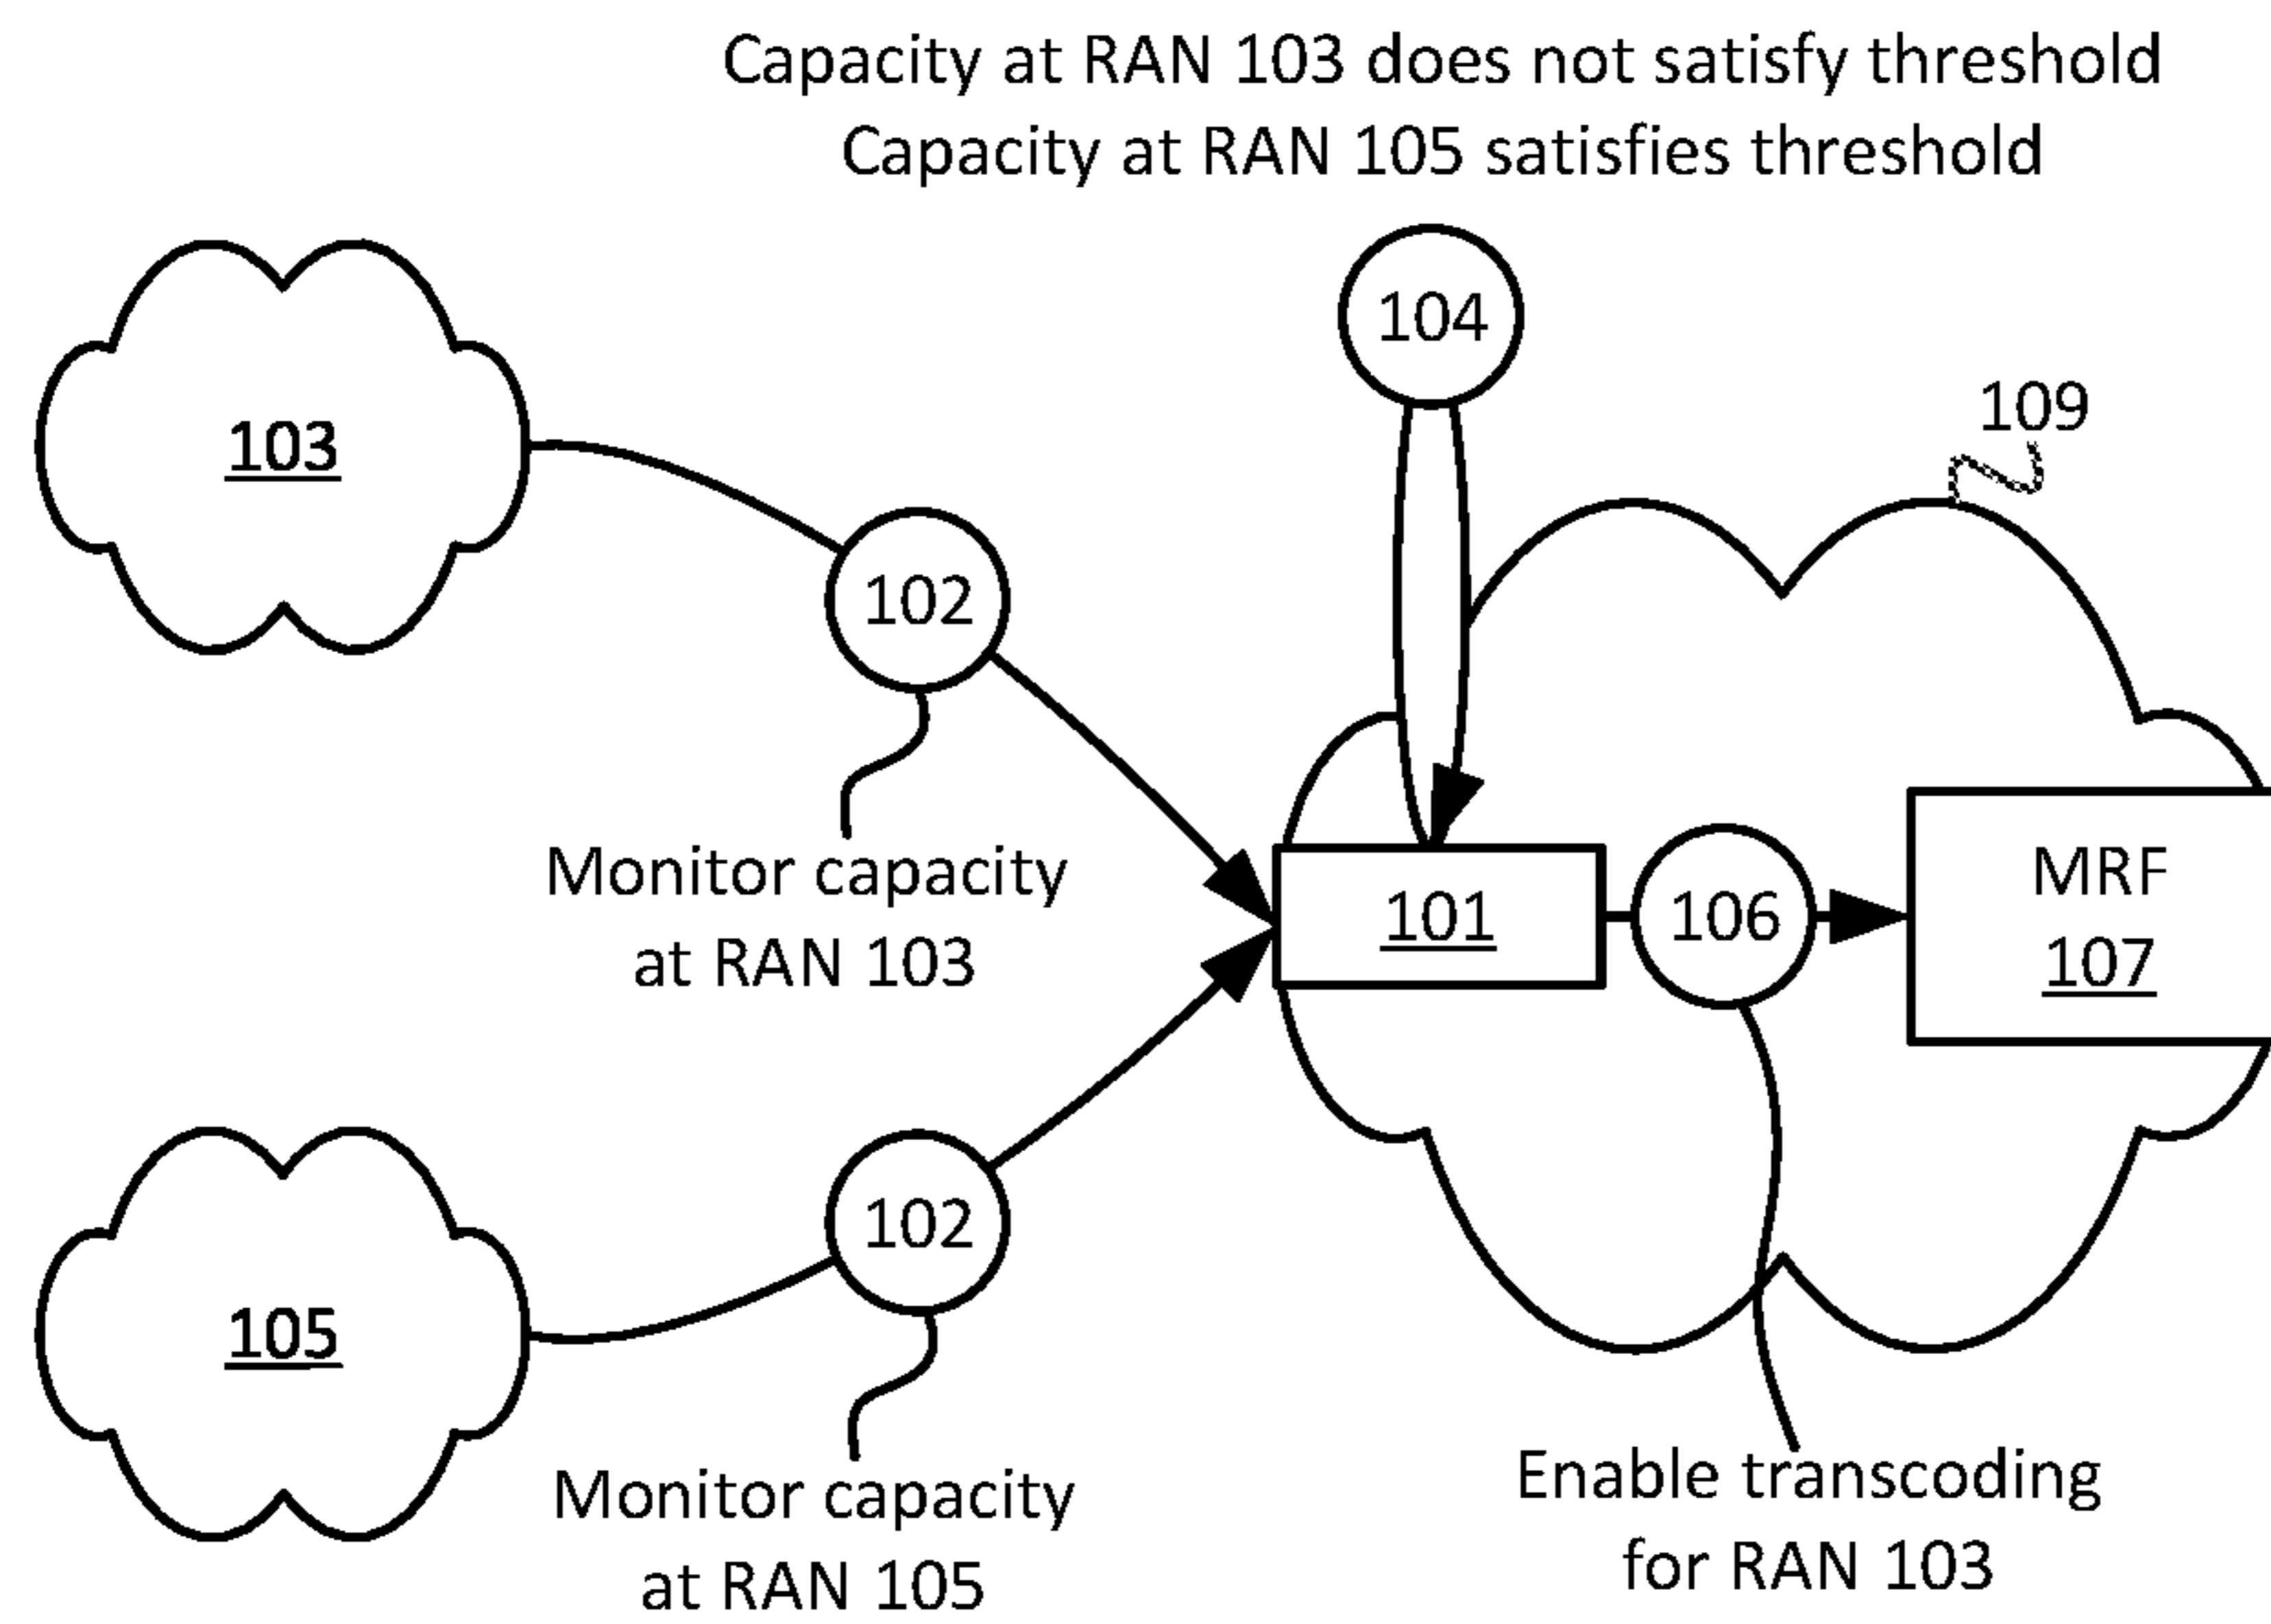 Capacity at RAN 103 does not satisfy threshold
Capacity at RAN 105 satisfies threshold
104
109
103
102
Monitor capacity
at RAN 103
101
106
MRF
107
105
102
Monitor capacity
at RAN 105
Enable transcoding
for RAN 103